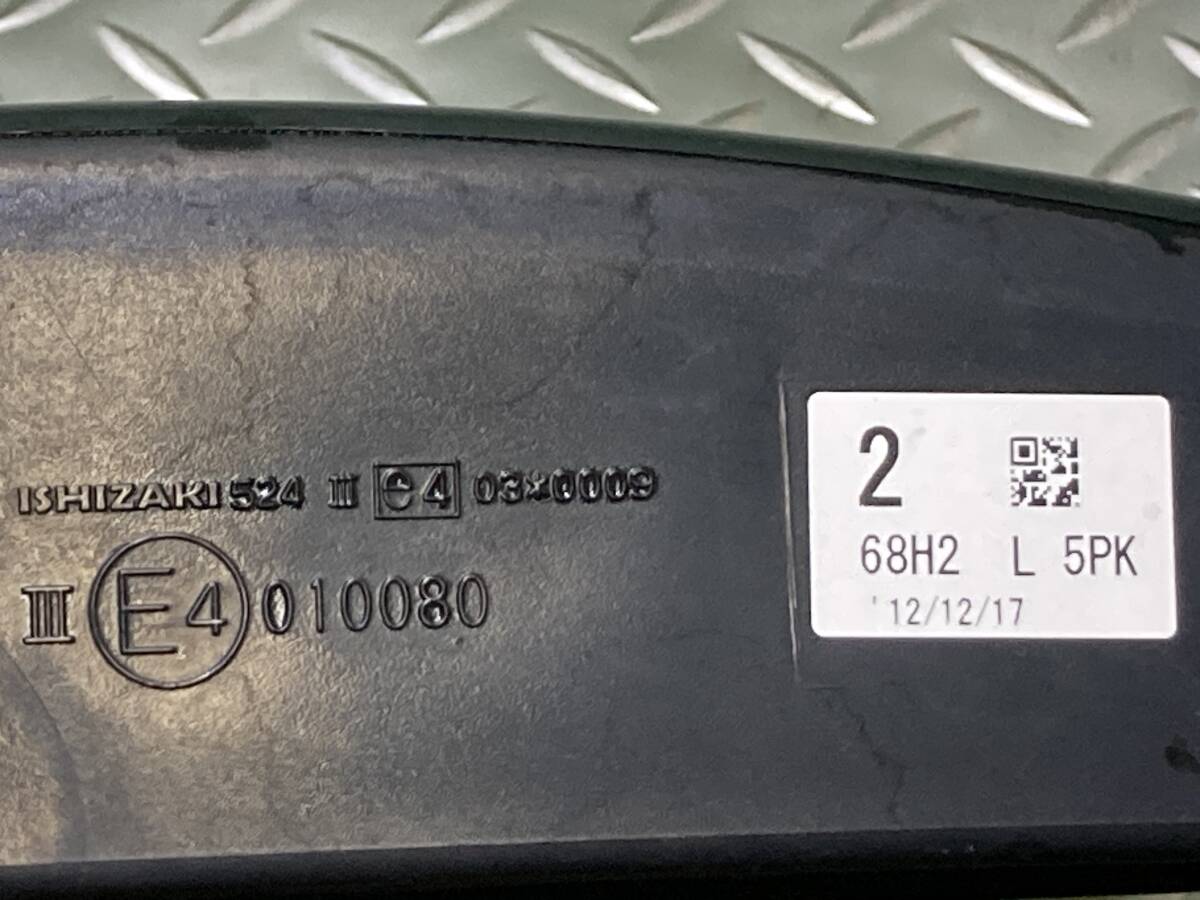 ISHIZAKI 524 III e4 03*0009
III E4 010080
2
68H2 L 5PK
'12/12/17